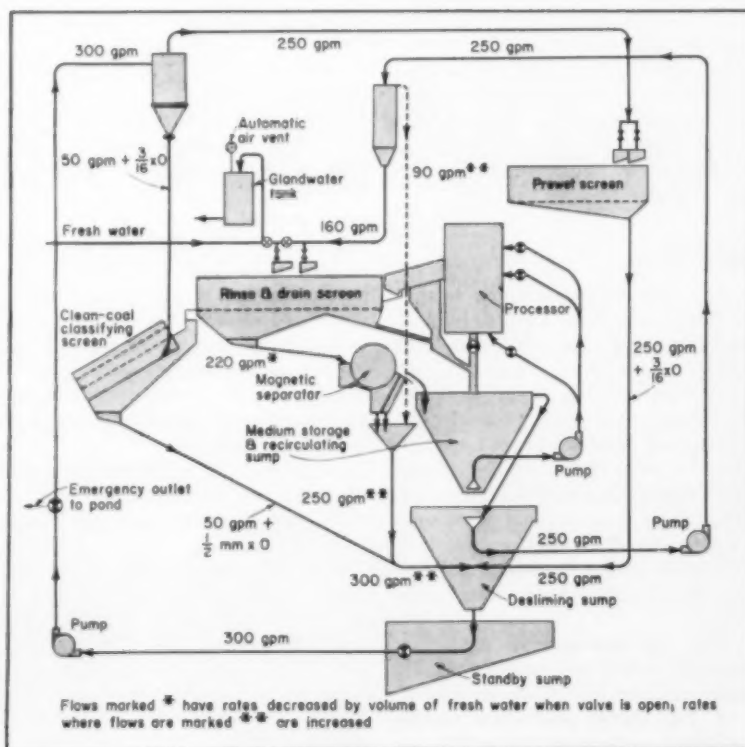 300 gpm
250 gpm
250 gpm
Automatic
air vent
50 gpm + 3/16 x0
Glandwater
tank
90 gpm**
Prewet screen
Fresh water
160 gpm
Rinse & drain screen
Processor
Clean-coal
classifying
screen
220 gpm*
Magnetic
separator
250 gpm
+ 3/16 x0
Medium storage
& recirculating
sump
Pump
Emergency outlet
to pond
250 gpm**
50 gpm +
1/2 mm x 0
Pump
250 gpm
300 gpm**
250 gpm
Desliming sump
Pump
300 gpm
Standby sump
Flows marked * have rates decreased by volume of fresh water when valve is open; rates
where flows are marked ** are increased